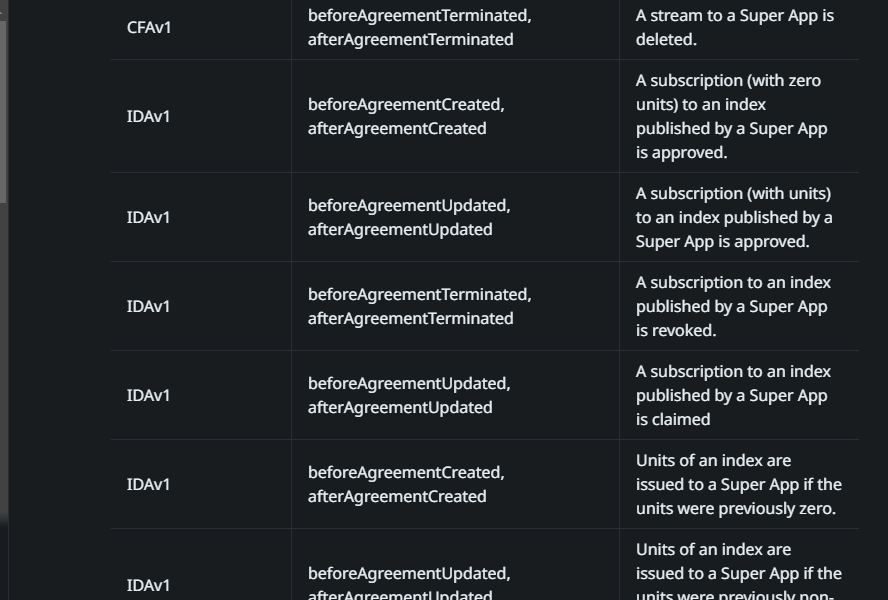 CFAv1
beforeAgreementTerminated,
afterAgreementTerminated
A stream to a Super App is
deleted.
IDAv1
beforeAgreementCreated,
afterAgreementCreated
A subscription (with zero
units) to an index
published by a Super App
is approved.
IDAv1
beforeAgreementUpdated,
afterAgreementUpdated
A subscription (with units)
to an index published by a
Super App is approved.
IDAv1
beforeAgreementTerminated,
afterAgreementTerminated
A subscription to an index
published by a Super App
is revoked.
IDAv1
beforeAgreementUpdated,
afterAgreementUpdated
A subscription to an index
published by a Super App
is claimed
IDAv1
beforeAgreementCreated,
afterAgreementCreated
Units of an index are
issued to a Super App if the
units were previously zero.
IDAv1
beforeAgreementUpdated,
afterAgreementUpdated
Units of an index are
issued to a Super App if the
units were previously non-